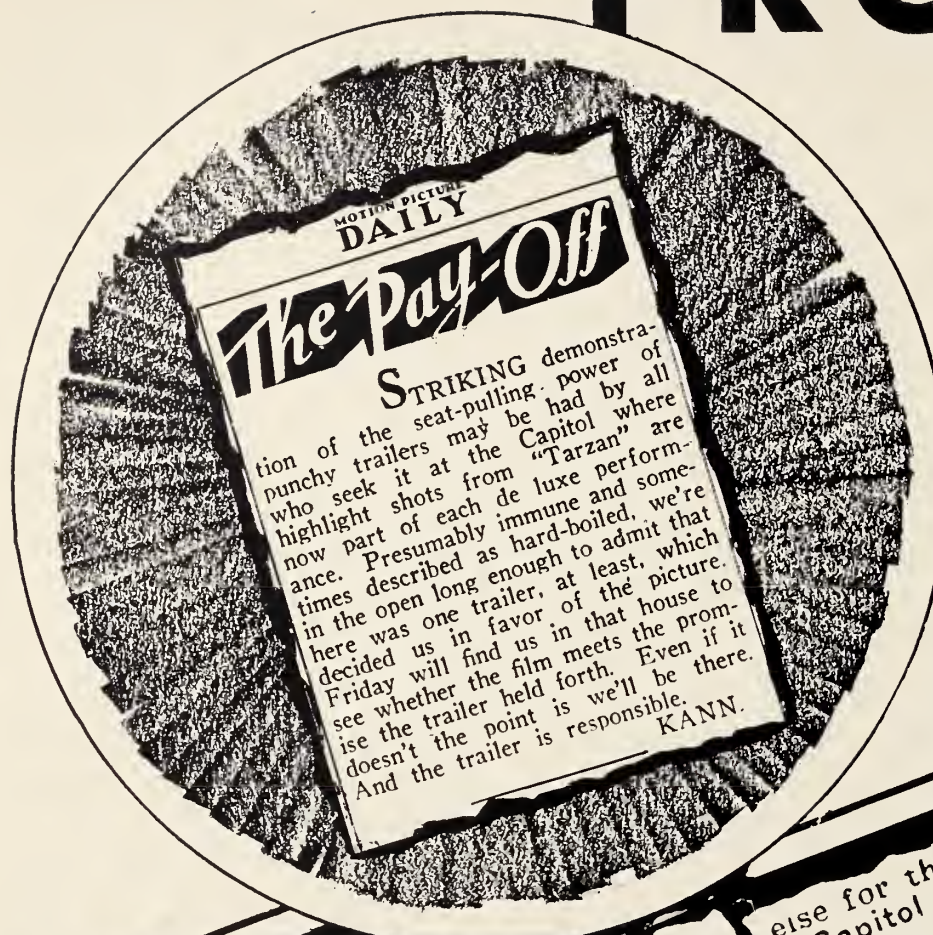 MOTION PICTURE
DAILY
The Pay-Off
STRIKING demonstra-
tion of the seat-pulling power of
punchy trailers may be had by all
who seek it at the Capitol where
highlight shots from "Tarzan" are
now part of each de luxe perform-
ance. Presumably immune and some-
times described as hard-boiled, we're
in the open long enough to admit that
here was one trailer, at least, which
decided us in favor of the picture.
Friday will find us in that house to
see whether the film meets the prom-
ise the trailer held forth. Even if it
doesn't the point is we'll be there.
And the trailer is responsible.
KANN.
else for th
Capitol